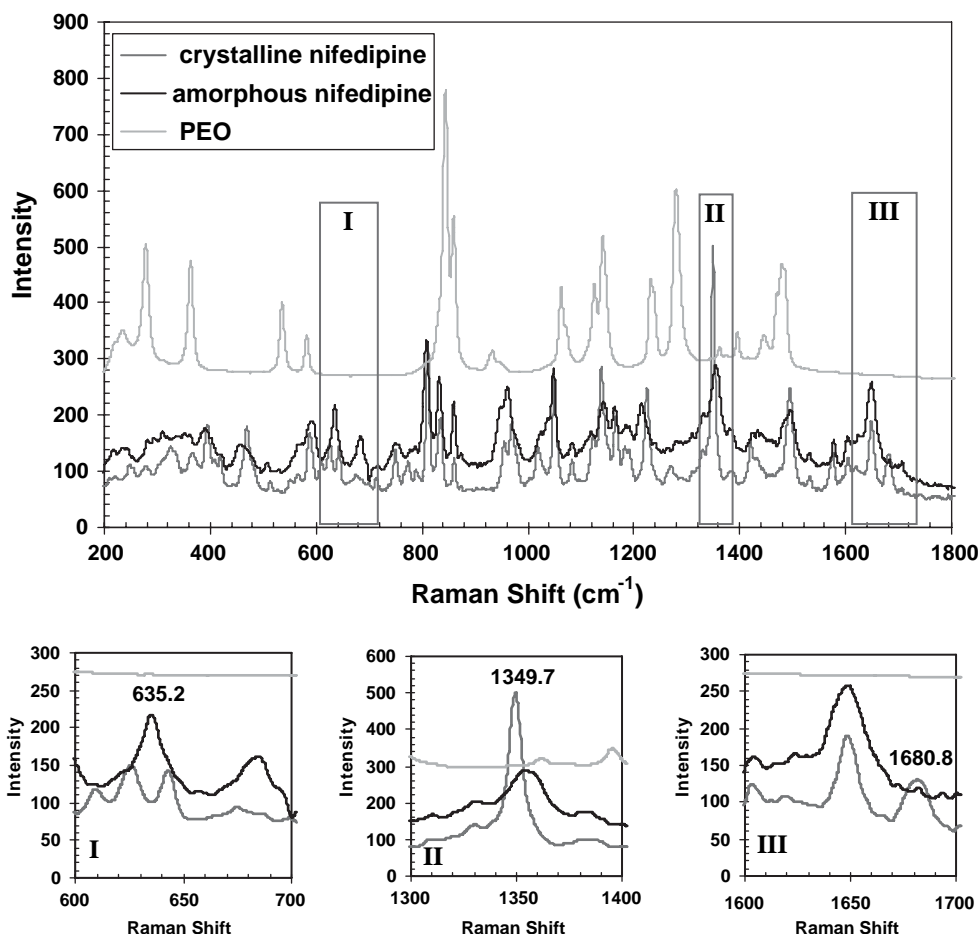 900
800
700
600
500
400
300
200
100
0
Intensity
crystalline nifedipine
amorphous nifedipine
PEO
I
II
III
200 400 600 800 1000 1200 1400 1600 1800
Raman Shift (cm-1)
300
250
200
150
100
50
0
Intensity
635.2
I
600 650 700
Raman Shift
600
500
400
300
200
100
0
Intensity
1349.7
II
1300 1350 1400
Raman Shift
300
250
200
150
100
50
0
Intensity
1680.8
III
1600 1650 1700
Raman Shift